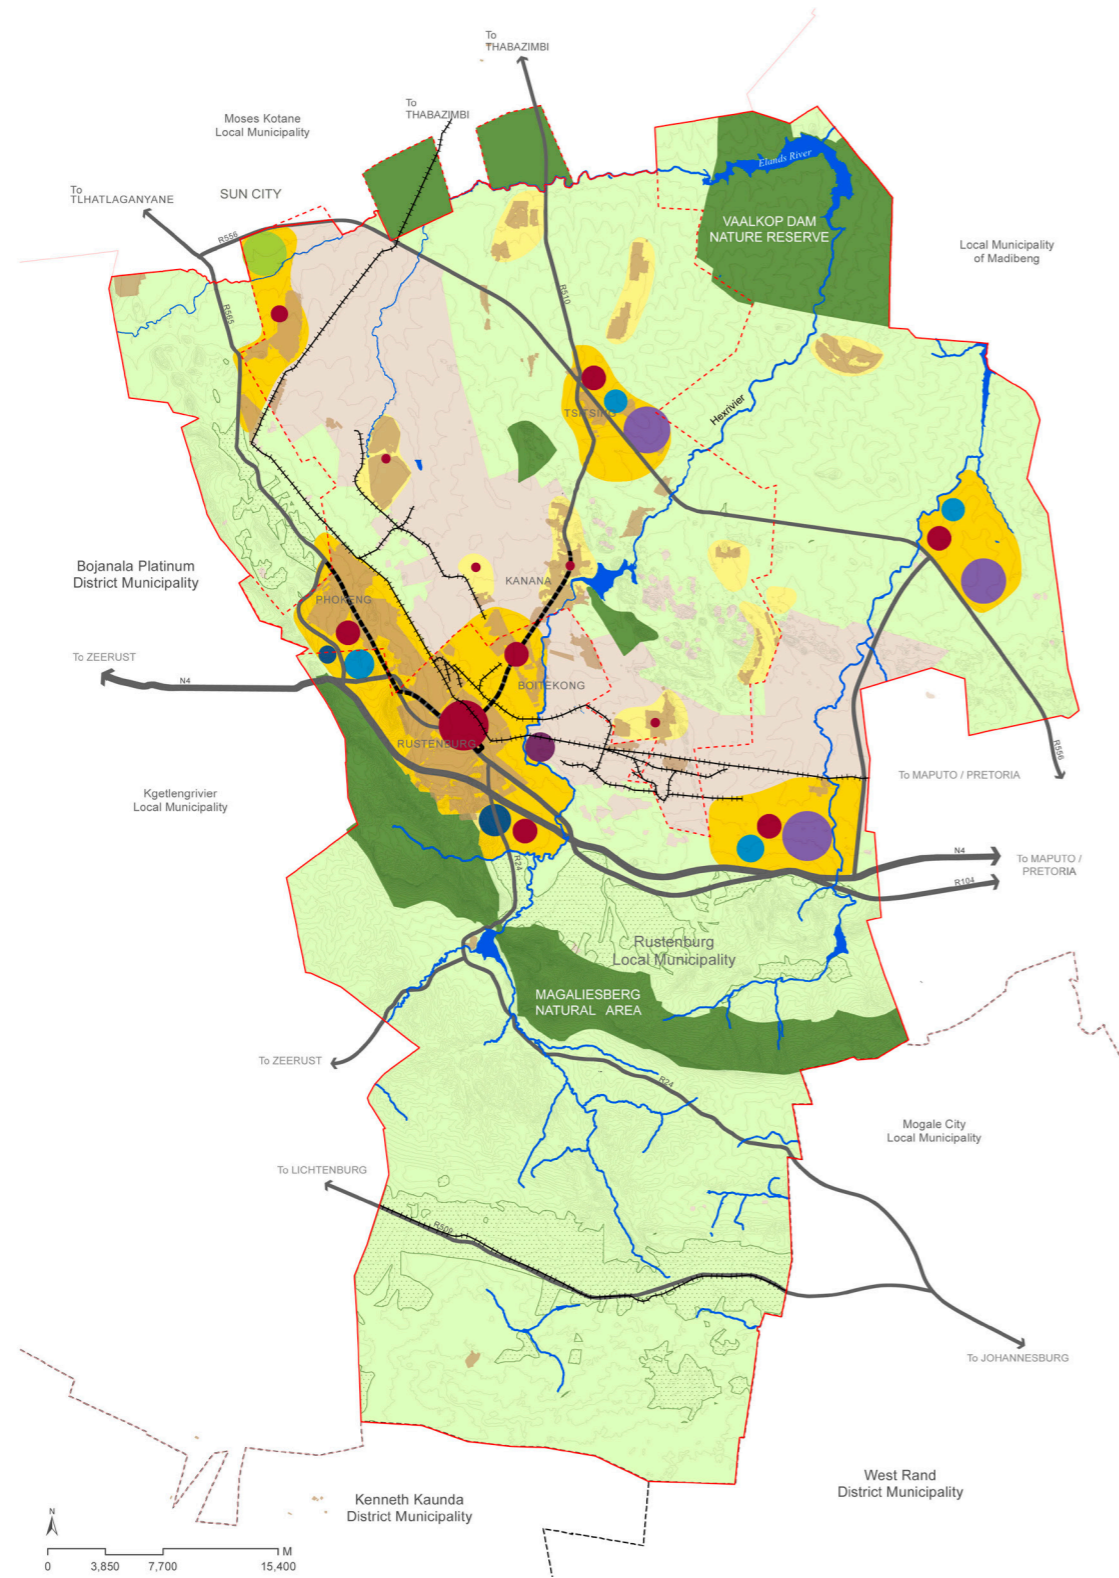 To
THABAZIMBI
To
THABAZIMBI
Moses Kotane
Local Municipality
To
TLHATLAGANYANE
SUN CITY
R556
Elands River
VAALKOP DAM
NATURE RESERVE
Local Municipality
of Madibeng
R565
R510
TSITSING
Hexrivier
Bojanala Platinum
District Municipality
KANANA
PHOKENG
To ZEERUST
N4
BOITEKONG
RUSTENBURG
R556
To MAPUTO / PRETORIA
Kgetlengrivier
Local Municipality
N4
To MAPUTO /
PRETORIA
R104
R24
Rustenburg
Local Municipality
MAGALIESBERG
NATURAL AREA
To ZEERUST
R24
Mogale City
Local Municipality
To LICHTENBURG
R509
To JOHANNESBURG
West Rand
District Municipality
Kenneth Kaunda
District Municipality
N
M
0 3,850 7,700 15,400